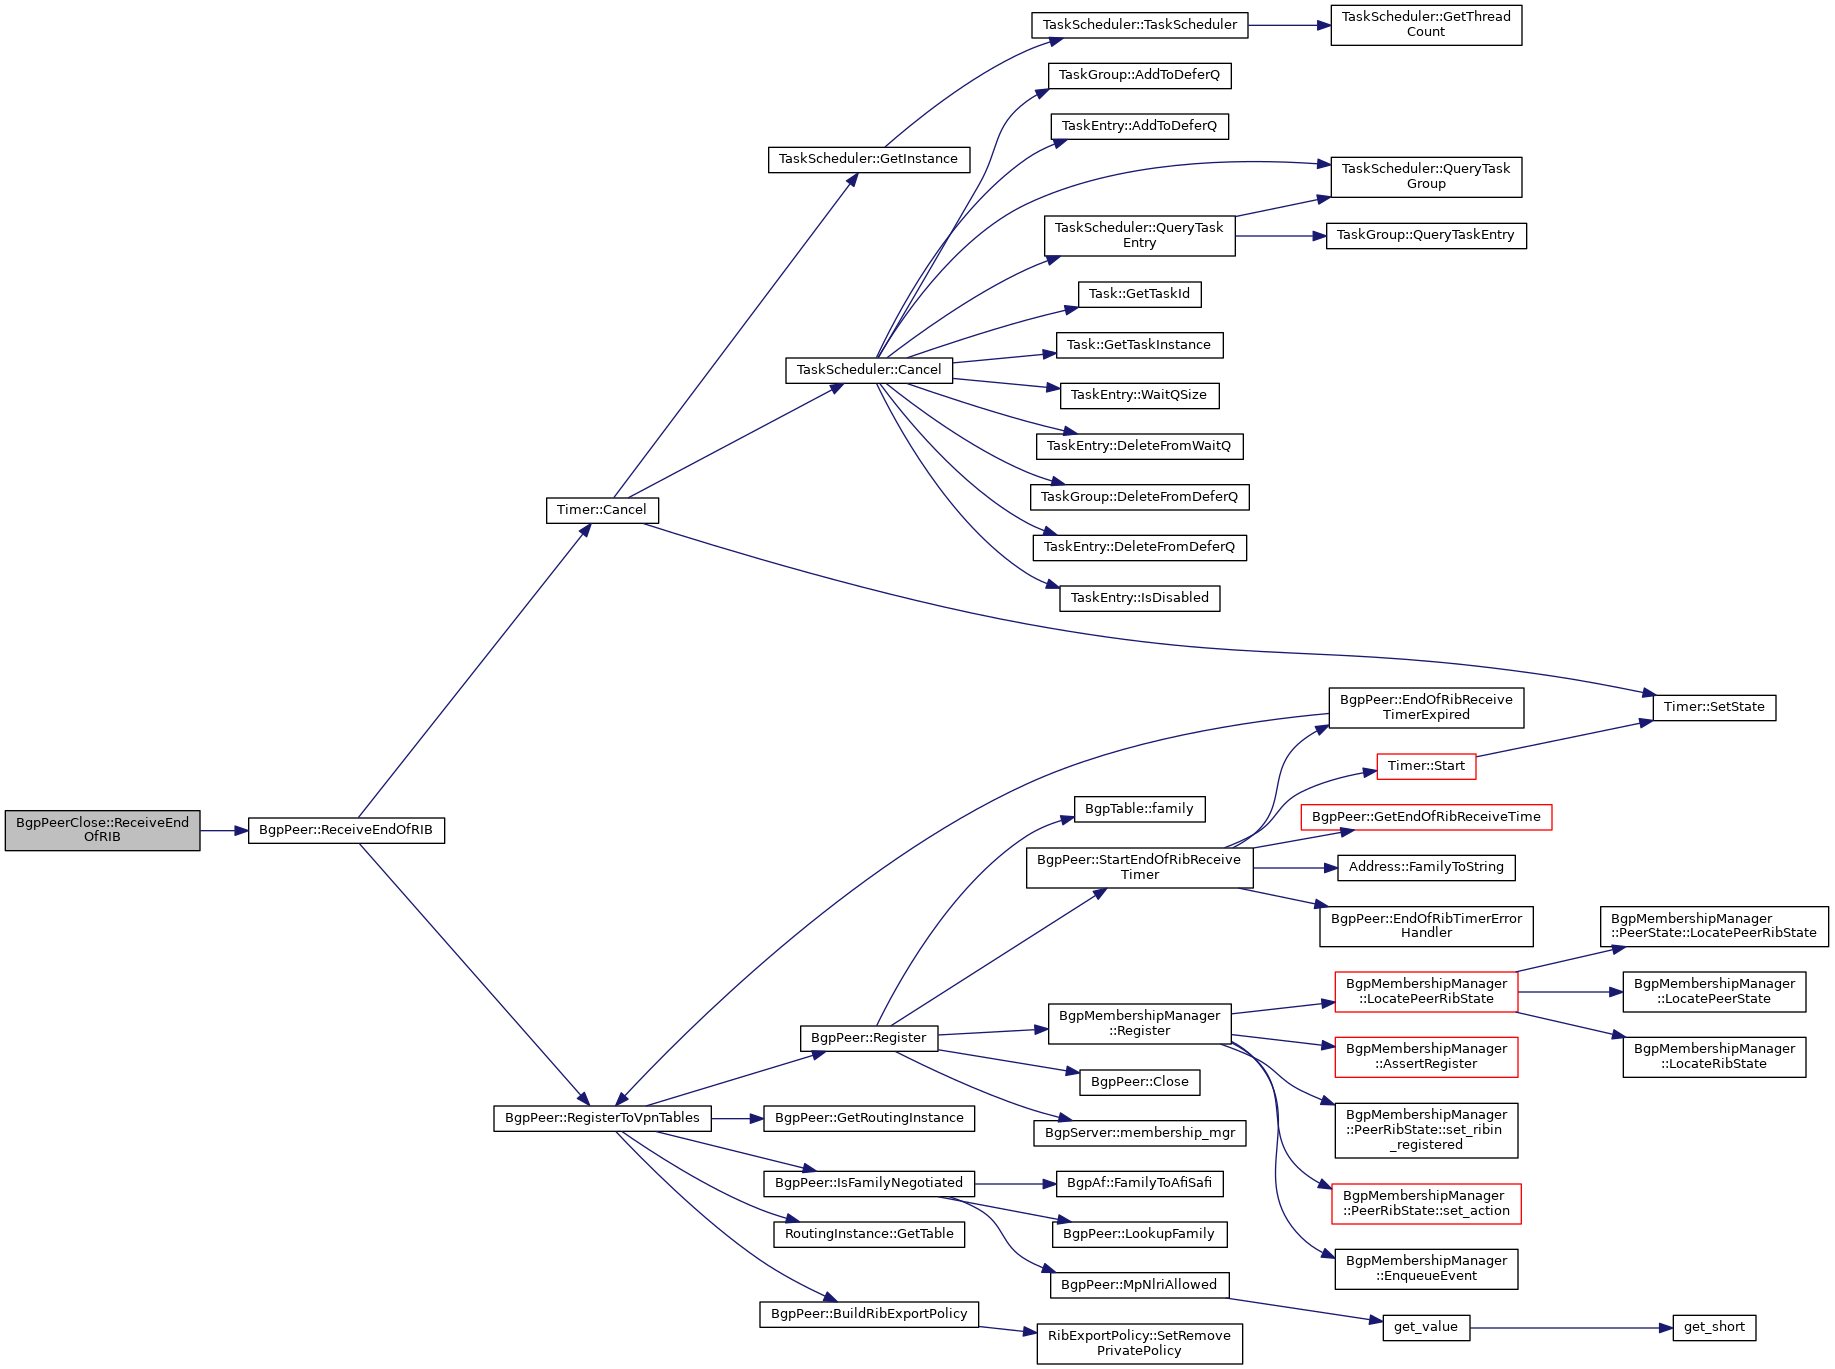 TaskScheduler::TaskScheduler
TaskScheduler::GetThread
Count
TaskGroup::AddToDeferQ
TaskEntry::AddToDeferQ
TaskScheduler::GetInstance
TaskScheduler::QueryTask
Group
TaskScheduler::QueryTask
Entry
TaskGroup::QueryTaskEntry
Task::GetTaskId
Task::GetTaskInstance
TaskScheduler::Cancel
TaskEntry::WaitQSize
TaskEntry::DeleteFromWaitQ
TaskGroup::DeleteFromDeferQ
Timer::Cancel
TaskEntry::DeleteFromDeferQ
TaskEntry::IsDisabled
BgpPeer::EndOfRibReceive
TimerExpired
Timer::SetState
Timer::Start
BgpTable::family
BgpPeer::GetEndOfRibReceiveTime
BgpPeerClose::ReceiveEnd
OfRIB
BgpPeer::ReceiveEndOfRIB
BgpPeer::StartEndOfRibReceive
Timer
Address::FamilyToString
BgpPeer::EndOfRibTimerError
Handler
BgpMembershipManager
::PeerState::LocatePeerRibState
BgpMembershipManager
::LocatePeerRibState
BgpMembershipManager
::LocatePeerState
BgpMembershipManager
::Register
BgpPeer::Register
BgpMembershipManager
::AssertRegister
BgpMembershipManager
::LocateRibState
BgpPeer::Close
BgpPeer::RegisterToVpnTables
BgpPeer::GetRoutingInstance
BgpServer::membership_mgr
BgpMembershipManager
::PeerRibState::set_ribin
_registered
BgpPeer::IsFamilyNegotiated
BgpAf::FamilyToAfiSafi
BgpMembershipManager
::PeerRibState::set_action
RoutingInstance::GetTable
BgpPeer::LookupFamily
BgpMembershipManager
::EnqueueEvent
BgpPeer::MpNlriAllowed
BgpPeer::BuildRibExportPolicy
get_value
get_short
RibExportPolicy::SetRemove
PrivatePolicy